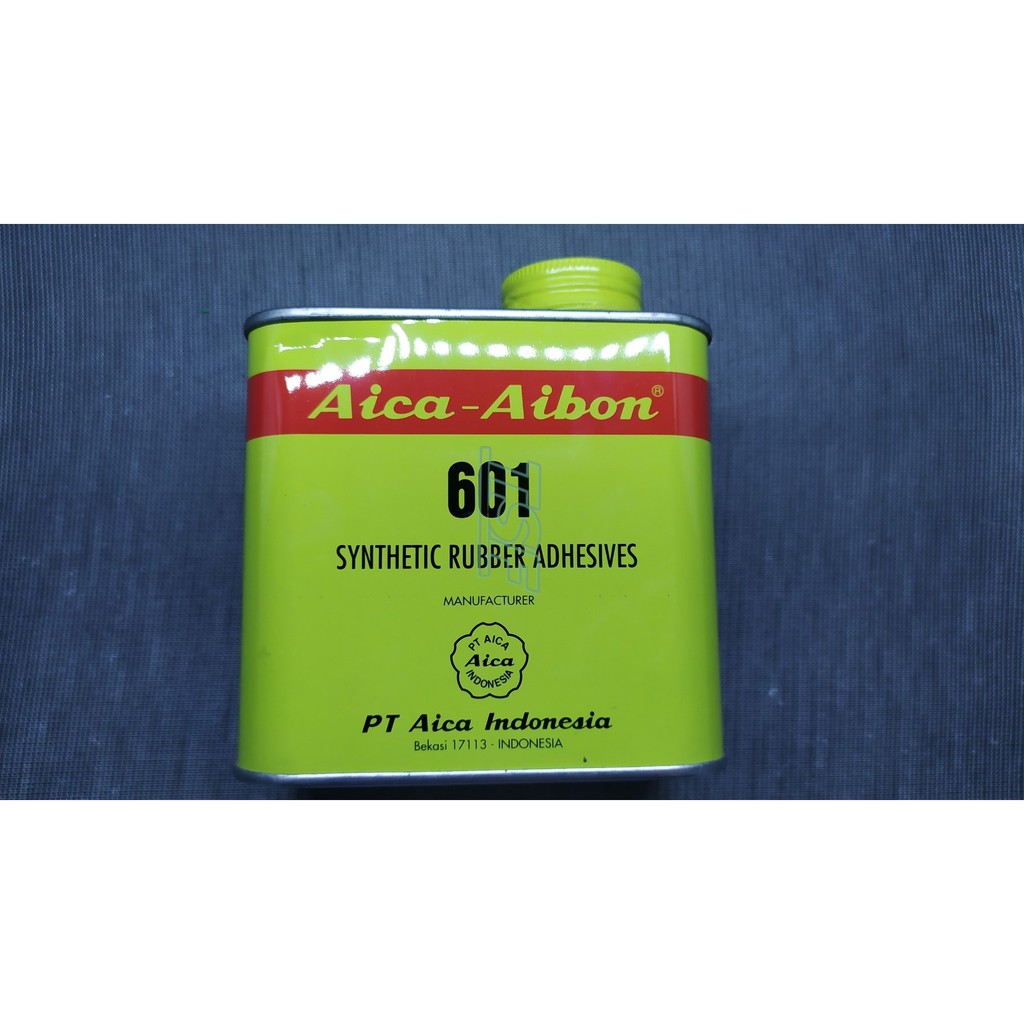 Aica-Aibon®
601
SYNTHETIC RUBBER ADHESIVES
MANUFACTURER
PT AICA
Aica
INDONESIA
PT Aica Indonesia
Bekasi 17113 - INDONESIA